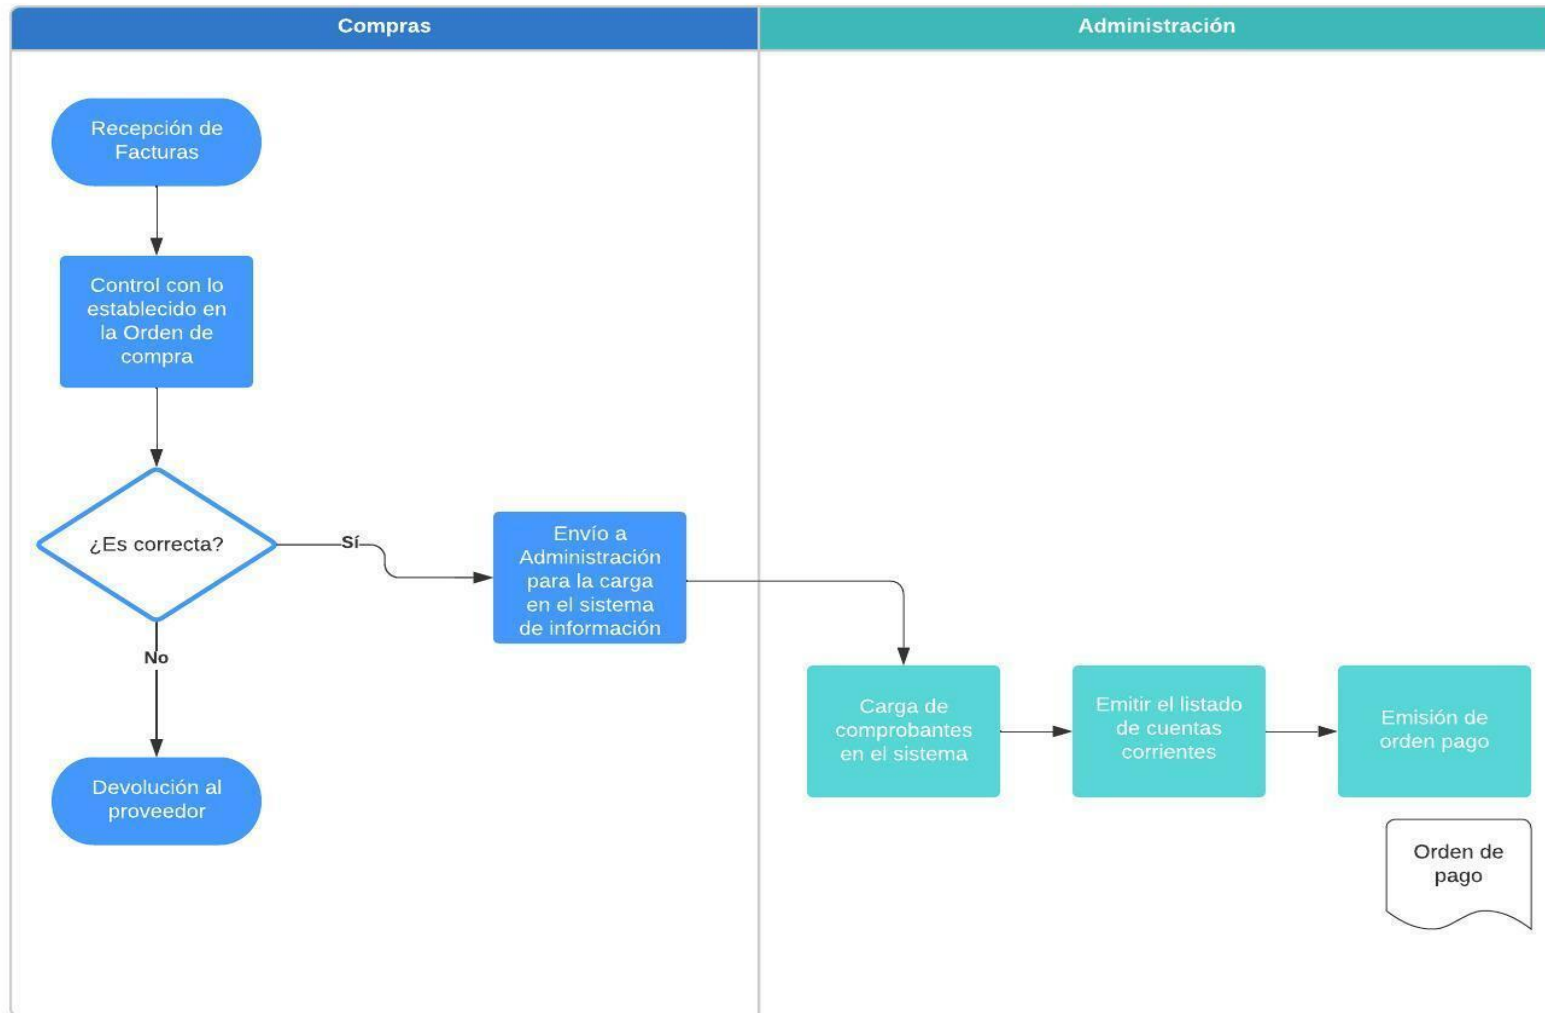 Compras
Administración
Recepción de
Facturas
Control con lo
establecido en
la Orden de
compra
¿Es correcta?
Sí
Envío a
Administración
para la carga
en el sistema
de información
No
Devolución al
proveedor
Carga de
comprobantes
en el sistema
Emitir el listado
de cuentas
corrientes
Emisión de
orden pago
Orden de
pago